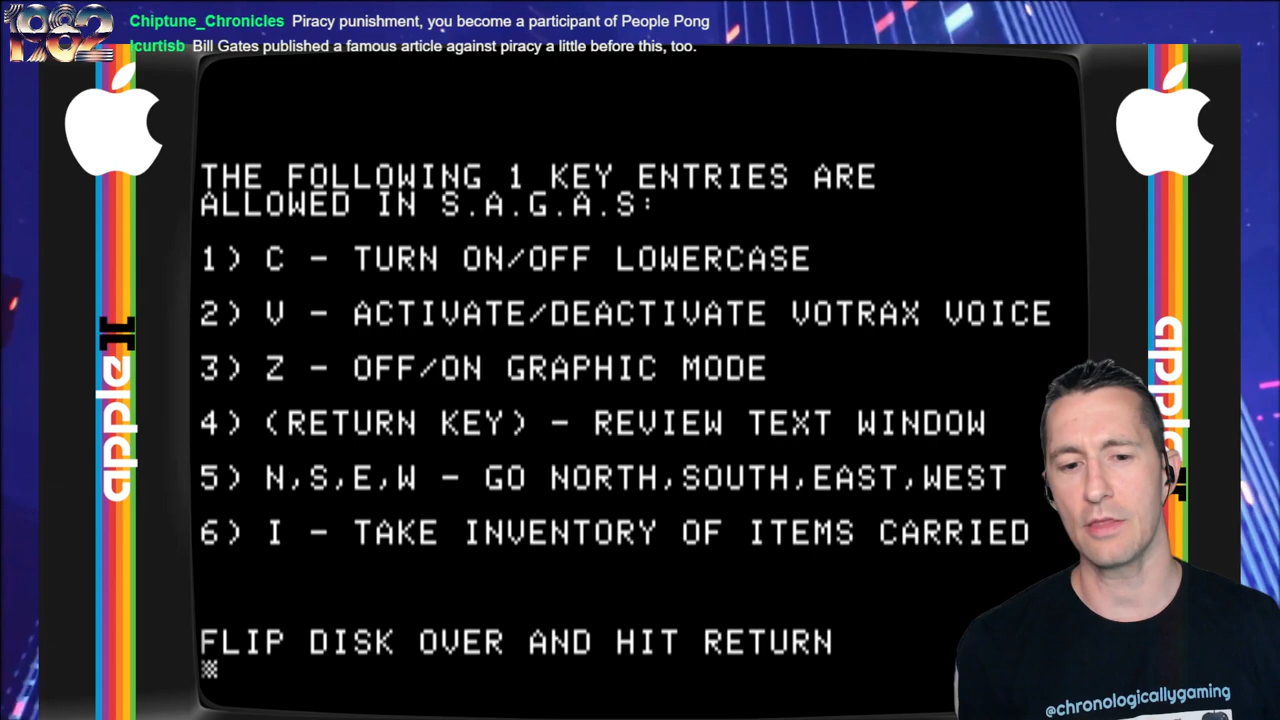 1982
Chiptune_Chronicles Piracy punishment, you become a participant of People Pong
lcurtisb Bill Gates published a famous article against piracy a little before this, too.
THE FOLLOWING 1 KEY ENTRIES ARE
ALLOWED IN S.A.G.A.S:
1) C - TURN ON/OFF LOWERCASE
2) V - ACTIVATE/DEACTIVATE VOTRAX VOICE
3) Z - OFF/ON GRAPHIC MODE
4) (RETURN KEY) - REVIEW TEXT WINDOW
5) N,S,E,W - GO NORTH,SOUTH,EAST,WEST
6) I - TAKE INVENTORY OF ITEMS CARRIED
FLIP DISK OVER AND HIT RETURN
apple ][
apple ][
@chronologicallygaming